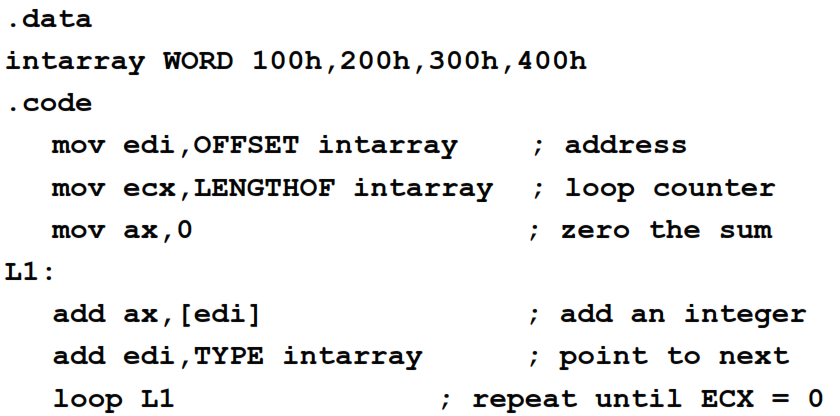 .data
intarray WORD 100h,200h,300h,400h
.code
mov edi,OFFSET intarray ; address
mov ecx,LENGTHOF intarray ; loop counter
mov ax,0 ; zero the sum
L1:
add ax,[edi] ; add an integer
add edi,TYPE intarray ; point to next
loop L1 ; repeat until ECX = 0